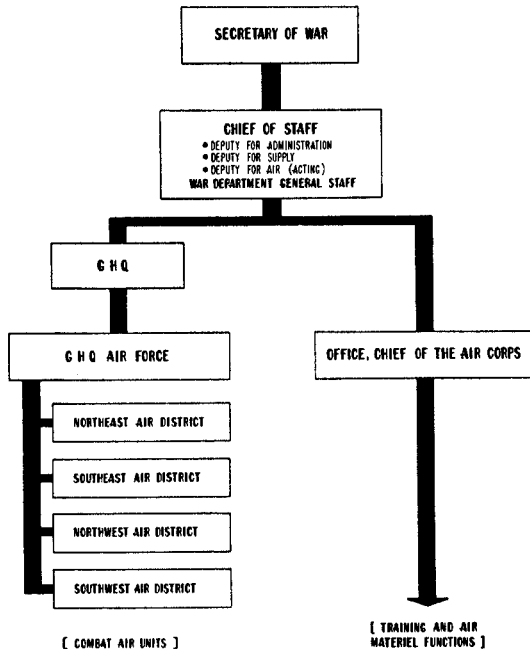 SECRETARY OF WAR
CHIEF OF STAFF
• DEPUTY FOR ADMINISTRATION
• DEPUTY FOR SUPPLY
• DEPUTY FOR AIR (ACTING)
WAR DEPARTMENT GENERAL STAFF
G H Q
G H Q AIR FORCE
OFFICE, CHIEF OF THE AIR CORPS
NORTHEAST AIR DISTRICT
SOUTHEAST AIR DISTRICT
NORTHWEST AIR DISTRICT
SOUTHWEST AIR DISTRICT
[ COMBAT AIR UNITS ]
[ TRAINING AND AIR
MATERIEL FUNCTIONS ]